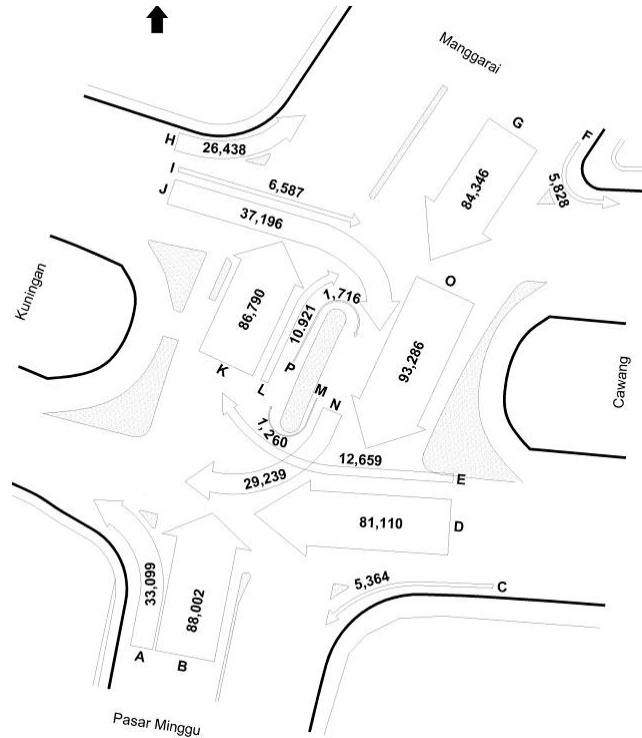 Manggarai
G
F
H
26,438
5,828
84,346
I
6,587
J
37,196
O
Kuningan
86,790
10.921
1,716
93,286
Cawang
K
P
L
M
N
1,260
12,659
E
29,239
81,110
D
33,099
88,002
5,364
C
A
B
Pasar Minggu